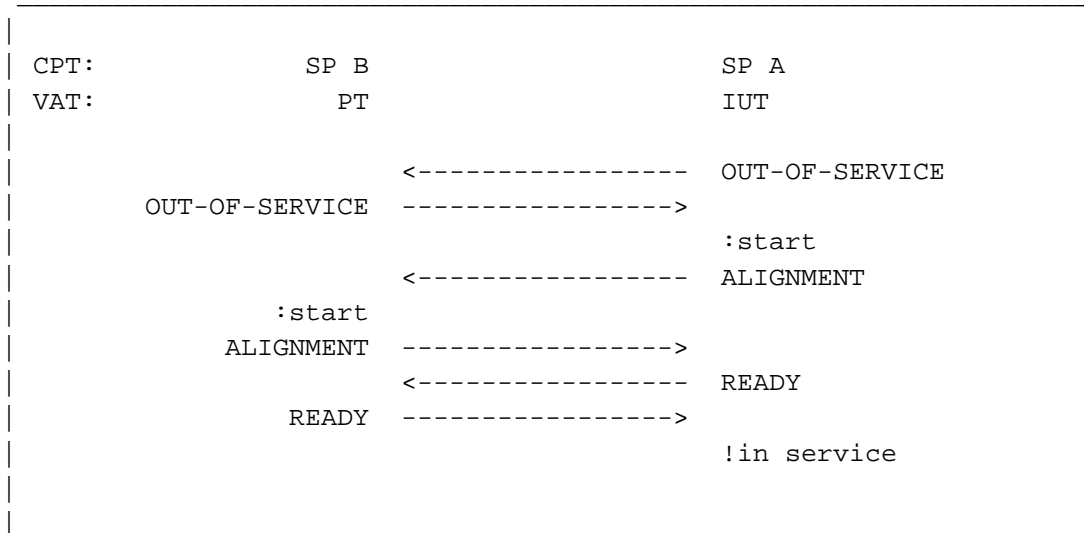 CPT: SP B SP A
VAT: PT IUT
<----------------- OUT-OF-SERVICE
OUT-OF-SERVICE ----------------->
:start
<----------------- ALIGNMENT
:start
ALIGNMENT ----------------->
<----------------- READY
READY ----------------->
!in service